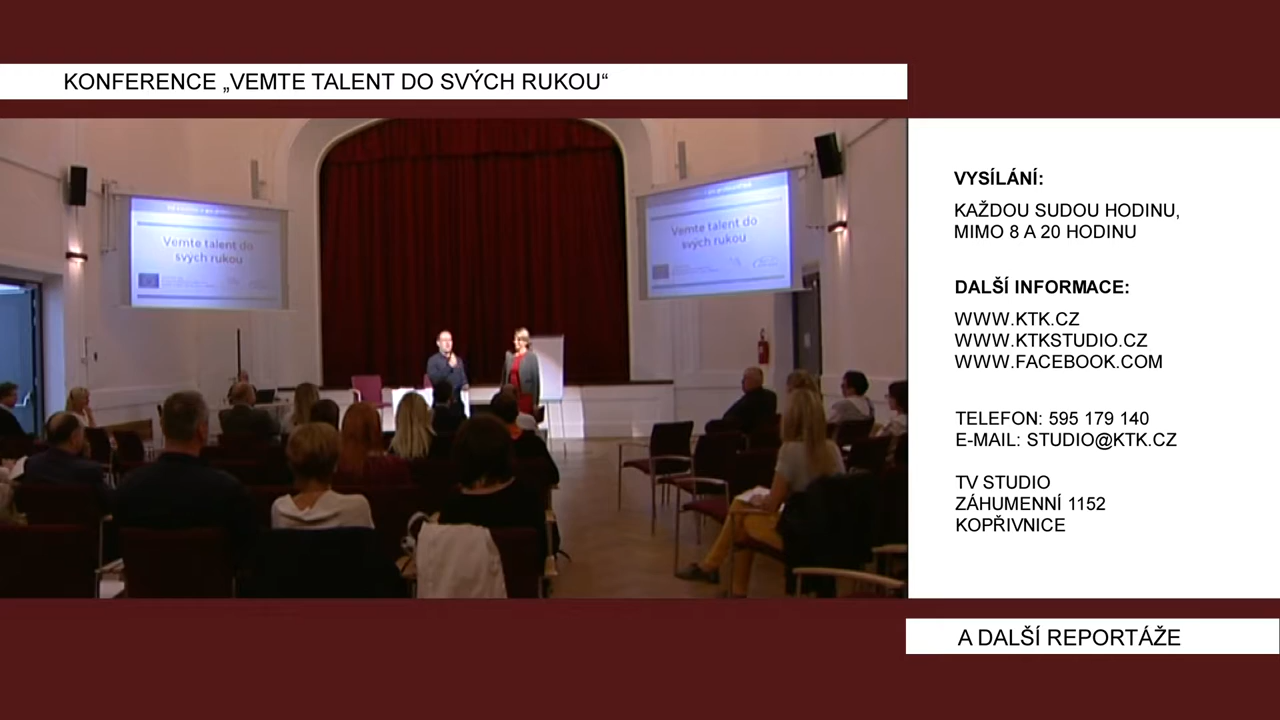 KONFERENCE „VEMTE TALENT DO SVÝCH RUKOU“
Vemte talent do
svých rukou
Vemte talent do
svých rukou
VYSÍLÁNÍ:
KAŽDOU SUDOU HODINU,
MIMO 8 A 20 HODINU
DALŠÍ INFORMACE:
WWW.KTK.CZ
WWW.KTKSTUDIO.CZ
WWW.FACEBOOK.COM
TELEFON: 595 179 140
E-MAIL: STUDIO@KTK.CZ
TV STUDIO
ZÁHUMENNÍ 1152
KOPŘIVNICE
A DALŠÍ REPORTÁŽE